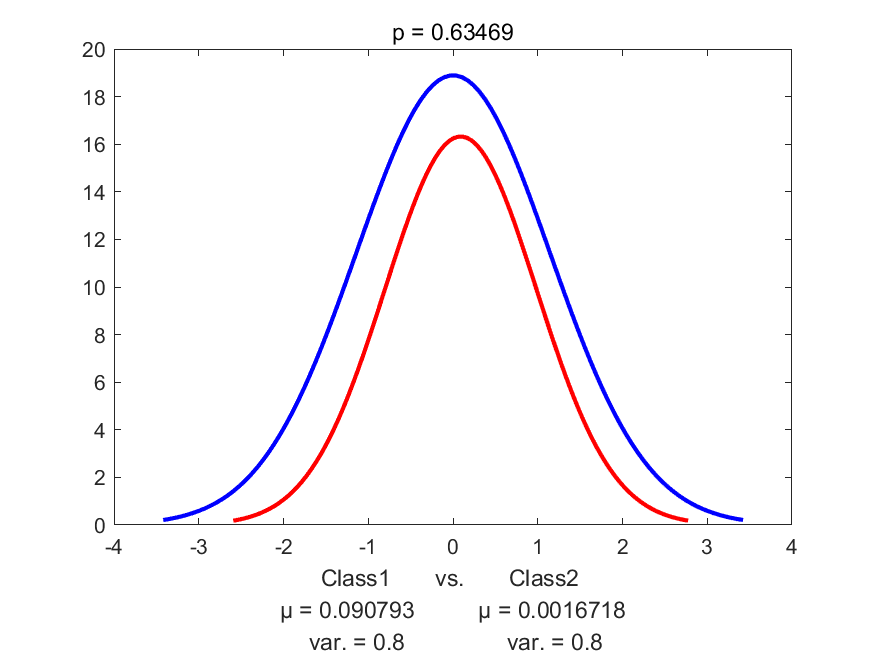 p = 0.63469
20
18
16
14
12
10
8
6
4
2
0
-4 -3 -2 -1 0 1 2 3 4
Class1 vs. Class2
μ = 0.090793 μ = 0.0016718
var. = 0.8 var. = 0.8